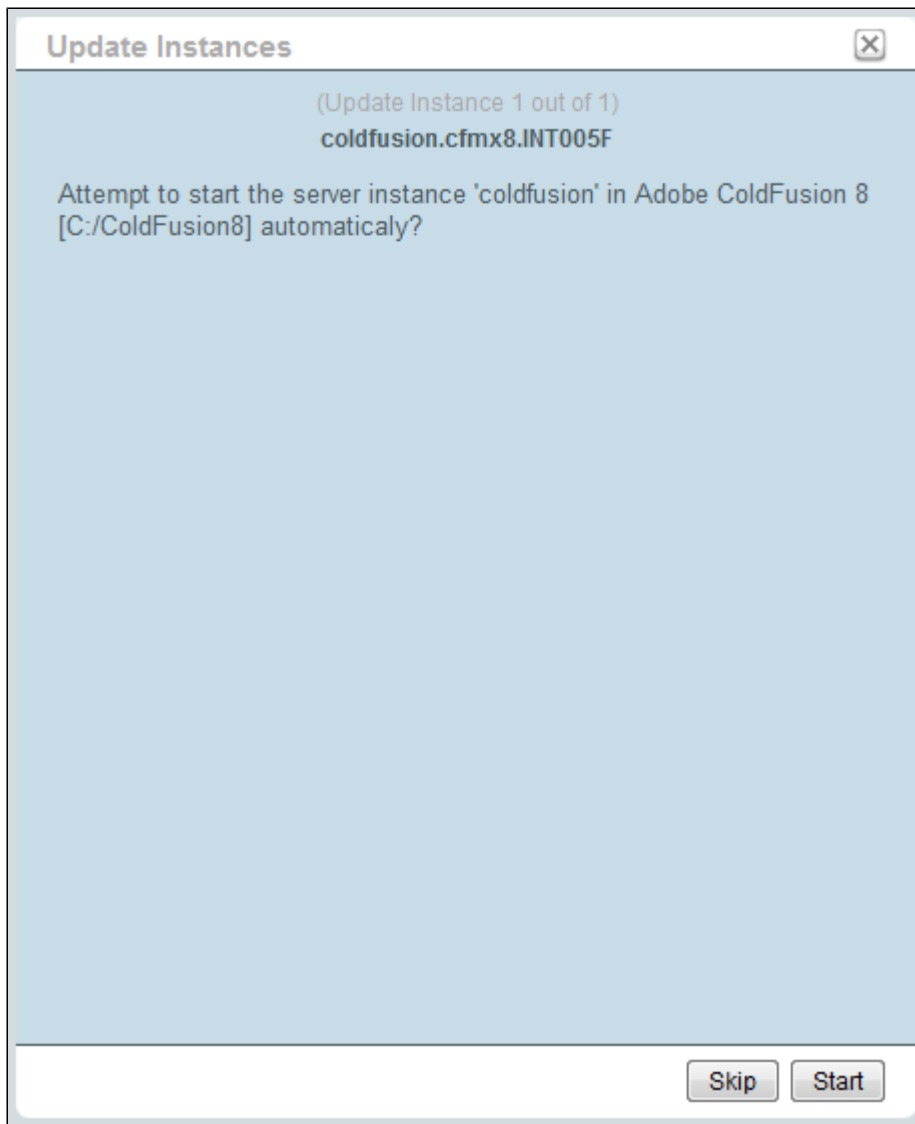 Update Instances
(Update Instance 1 out of 1)
coldfusion.cfmx8.INT005F
Attempt to start the server instance 'coldfusion' in Adobe ColdFusion 8
[C:/ColdFusion8] automaticaly?
Skip Start